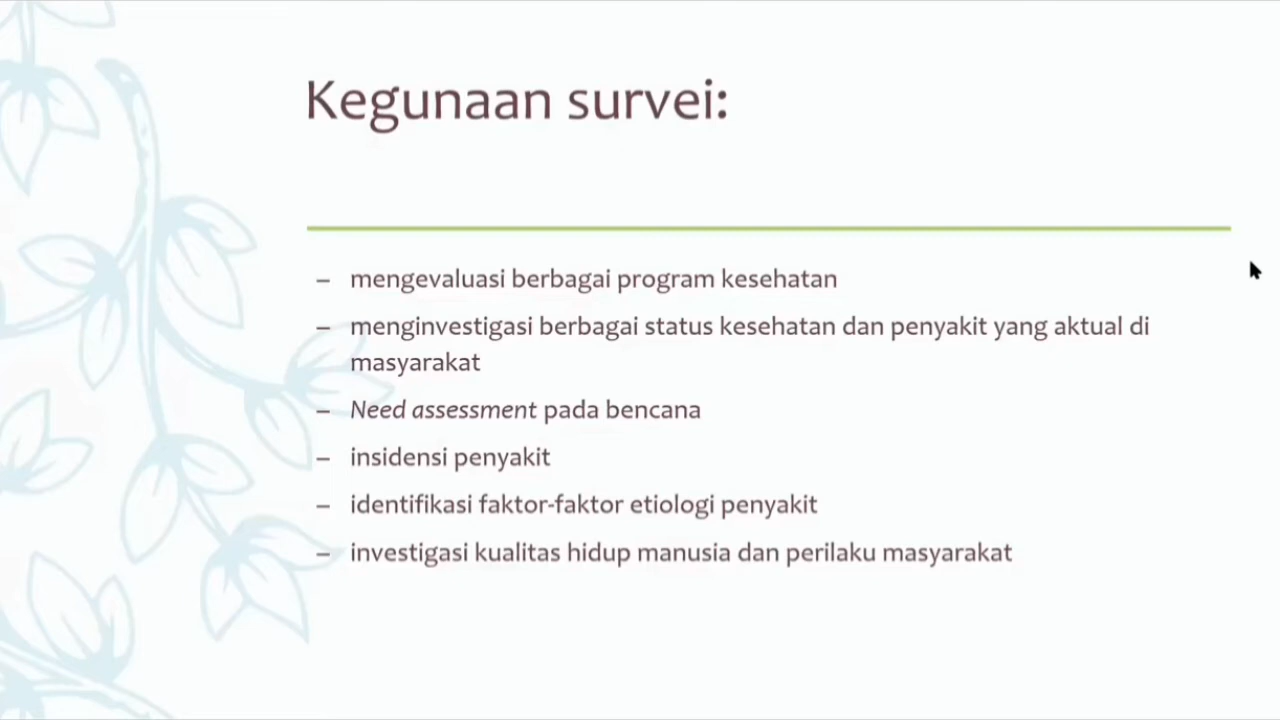 Kegunaan survei:
– mengevaluasi berbagai program kesehatan
– menginvestigasi berbagai status kesehatan dan penyakit yang aktual di
masyarakat
– Need assessment pada bencana
– insidensi penyakit
– identifikasi faktor-faktor etiologi penyakit
– investigasi kualitas hidup manusia dan perilaku masyarakat